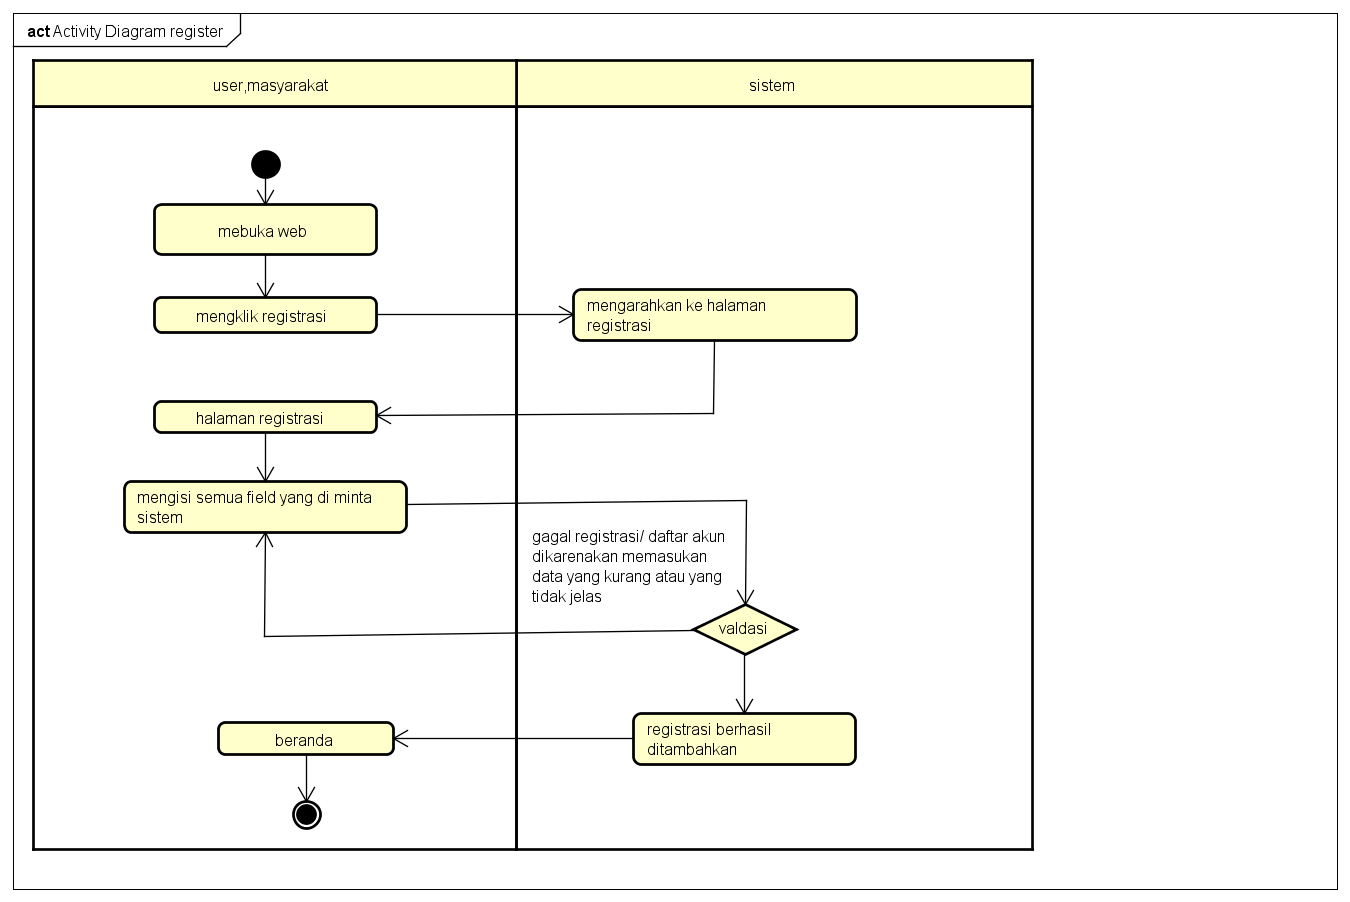 act Activity Diagram register
user,masyarakat
sistem
mebuka web
mengklik registrasi
mengarahkan ke halaman
registrasi
halaman registrasi
mengisi semua field yang di minta
sistem
gagal registrasi/ daftar akun
dikarenakan memasukan
data yang kurang atau yang
tidak jelas
valdasi
registrasi berhasil
ditambahkan
beranda